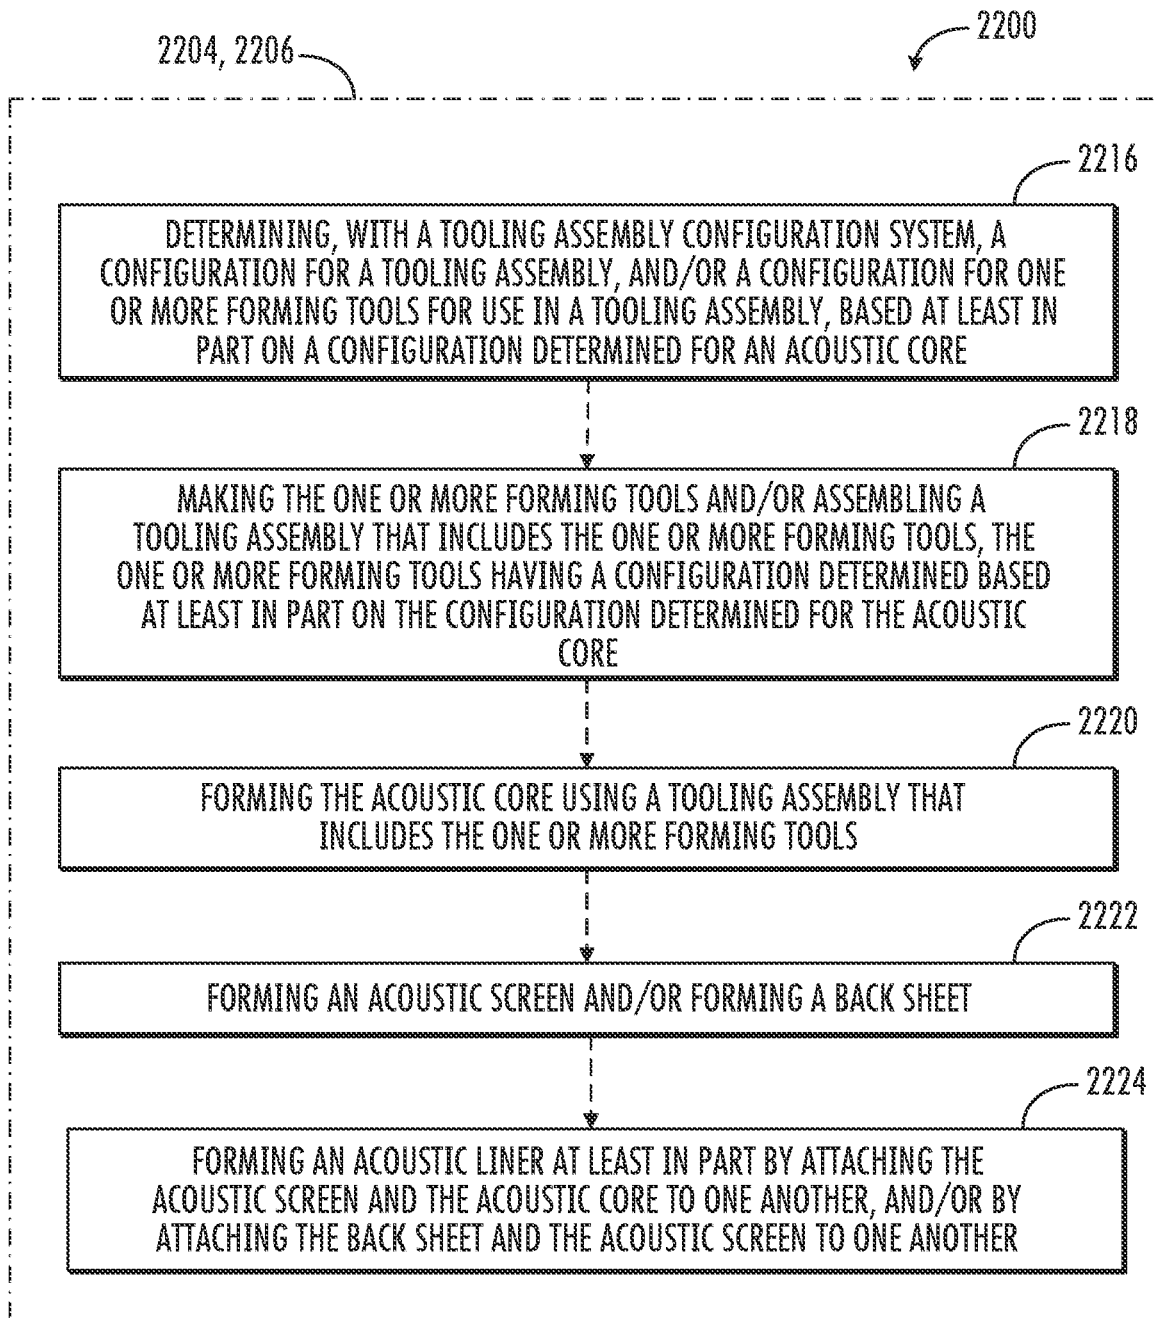 2200
2204, 2206
2216
DETERMINING, WITH A TOOLING ASSEMBLY CONFIGURATION SYSTEM, A
CONFIGURATION FOR A TOOLING ASSEMBLY, AND/OR A CONFIGURATION FOR ONE
OR MORE FORMING TOOLS FOR USE IN A TOOLING ASSEMBLY, BASED AT LEAST IN
PART ON A CONFIGURATION DETERMINED FOR AN ACOUSTIC CORE
2218
MAKING THE ONE OR MORE FORMING TOOLS AND/OR ASSEMBLING A
TOOLING ASSEMBLY THAT INCLUDES THE ONE OR MORE FORMING TOOLS, THE
ONE OR MORE FORMING TOOLS HAVING A CONFIGURATION DETERMINED BASED
AT LEAST IN PART ON THE CONFIGURATION DETERMINED FOR THE ACOUSTIC
CORE
2220
FORMING THE ACOUSTIC CORE USING A TOOLING ASSEMBLY THAT
INCLUDES THE ONE OR MORE FORMING TOOLS
2222
FORMING AN ACOUSTIC SCREEN AND/OR FORMING A BACK SHEET
2224
FORMING AN ACOUSTIC LINER AT LEAST IN PART BY ATTACHING THE
ACOUSTIC SCREEN AND THE ACOUSTIC CORE TO ONE ANOTHER, AND/OR BY
ATTACHING THE BACK SHEET AND THE ACOUSTIC SCREEN TO ONE ANOTHER